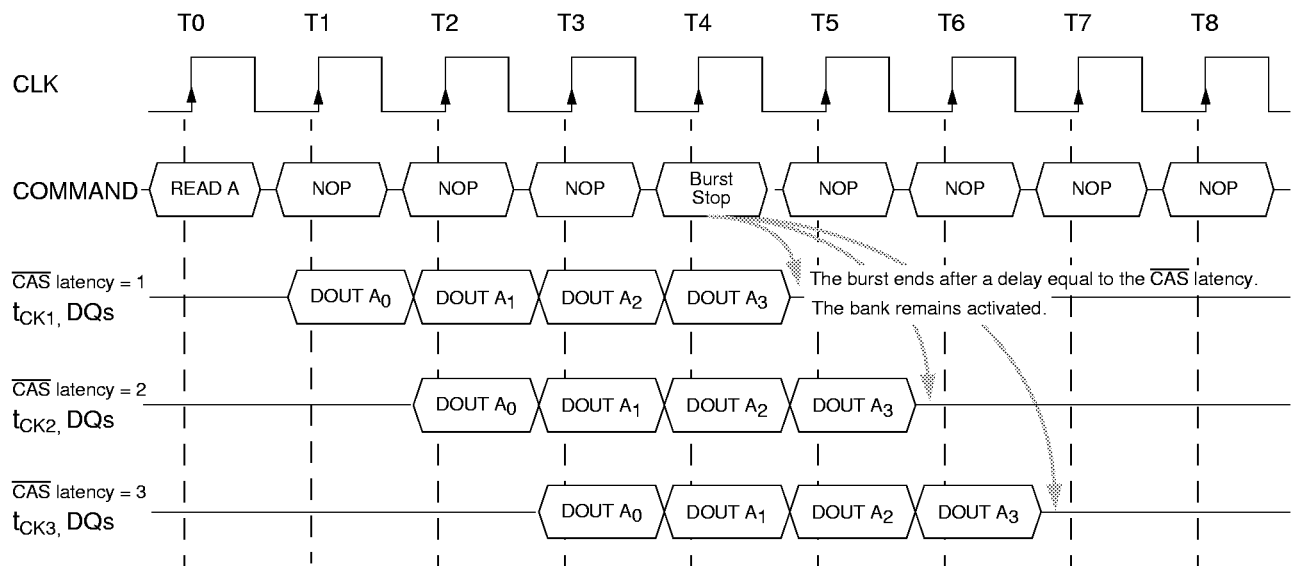 T0 T1 T2 T3 T4 T5 T6 T7 T8
CLK
COMMAND READ A NOP NOP NOP Burst Stop NOP NOP NOP NOP
CAS latency = 1
tCK1, DQs DOUT A0 DOUT A1 DOUT A2 DOUT A3
The burst ends after a delay equal to the CAS latency.
The bank remains activated.
CAS latency = 2
tCK2, DQs DOUT A0 DOUT A1 DOUT A2 DOUT A3
CAS latency = 3
tCK3, DQs DOUT A0 DOUT A1 DOUT A2 DOUT A3